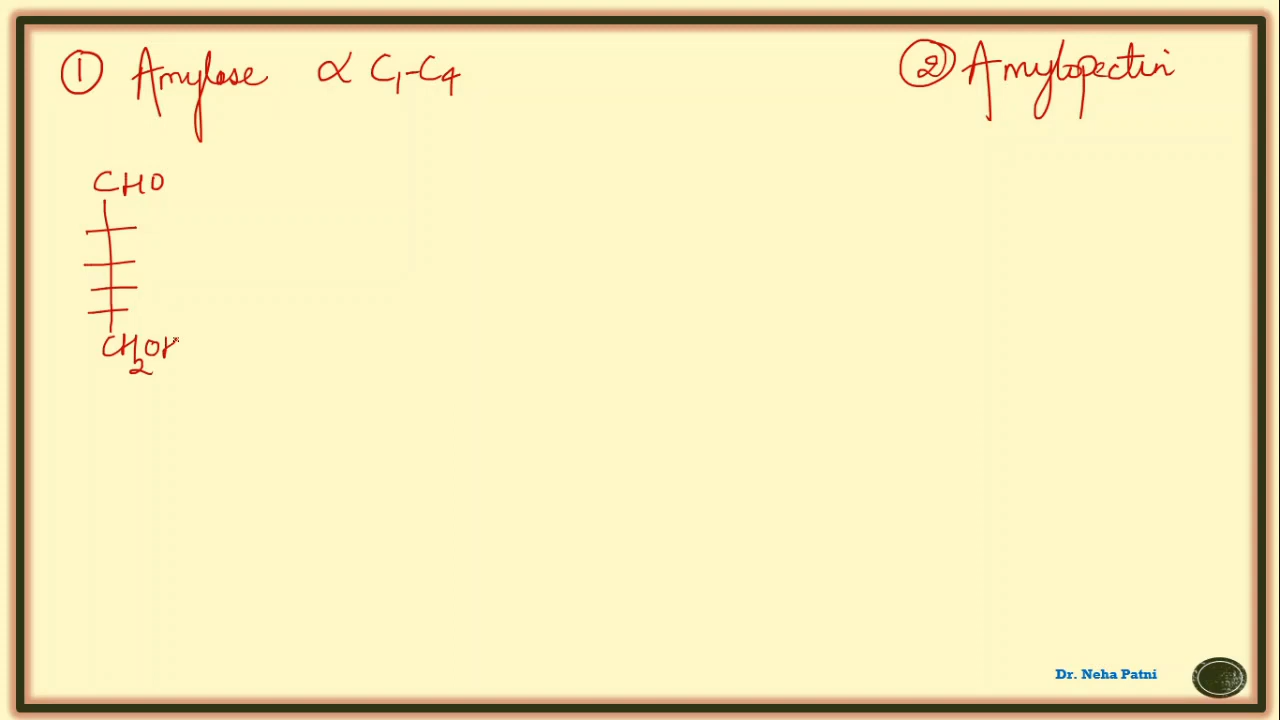 ① Amylose α C₁-C₄
② Amylopectin
CHO
CH₂OH
Dr. Neha Patni